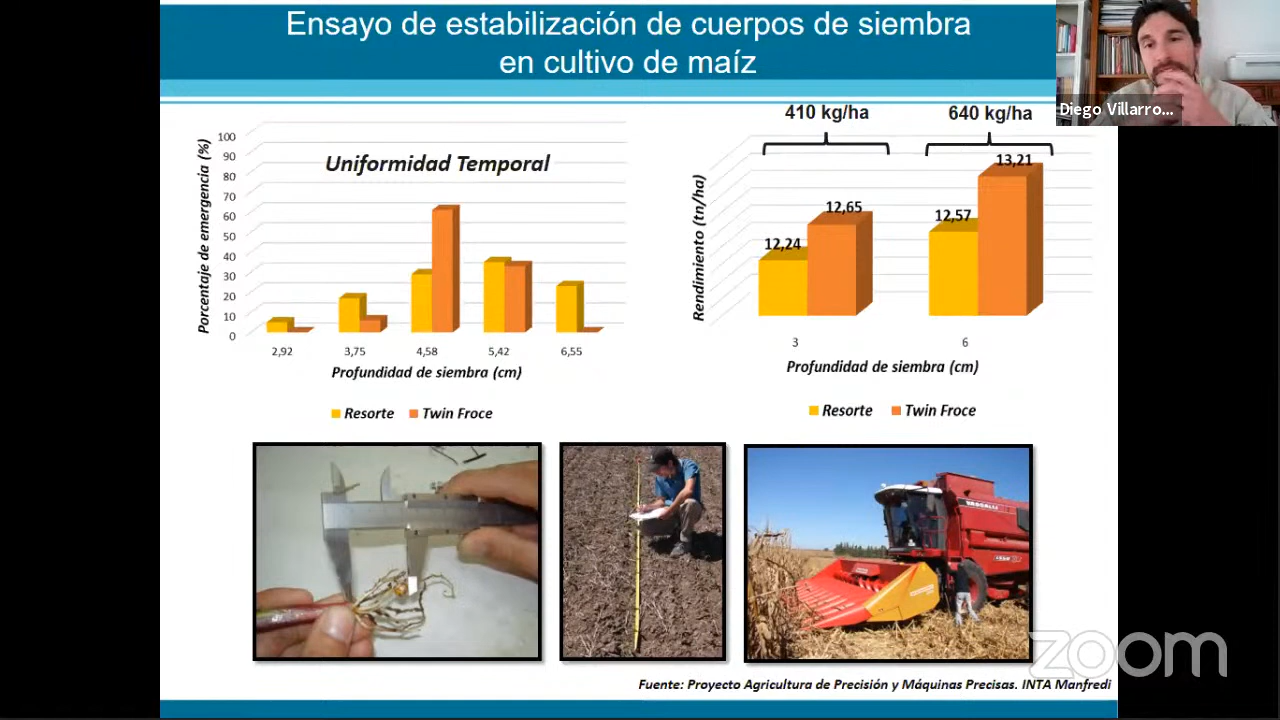 Ensayo de estabilización de cuerpos de siembra
en cultivo de maíz
Diego Villarro...
Porcentaje de emergencia (%)
100
90
80
70
60
50
40
30
20
10
0
Uniformidad Temporal
2,92 3,75 4,58 5,42 6,55
Profundidad de siembra (cm)
Resorte Twin Froce
410 kg/ha 640 kg/ha
Rendimiento (tn/ha)
12,24 12,65 12,57 13,21
3 6
Profundidad de siembra (cm)
Resorte Twin Froce
VASSALLI
zoom
Fuente: Proyecto Agricultura de Precisión y Máquinas Precisas. INTA Manfredi